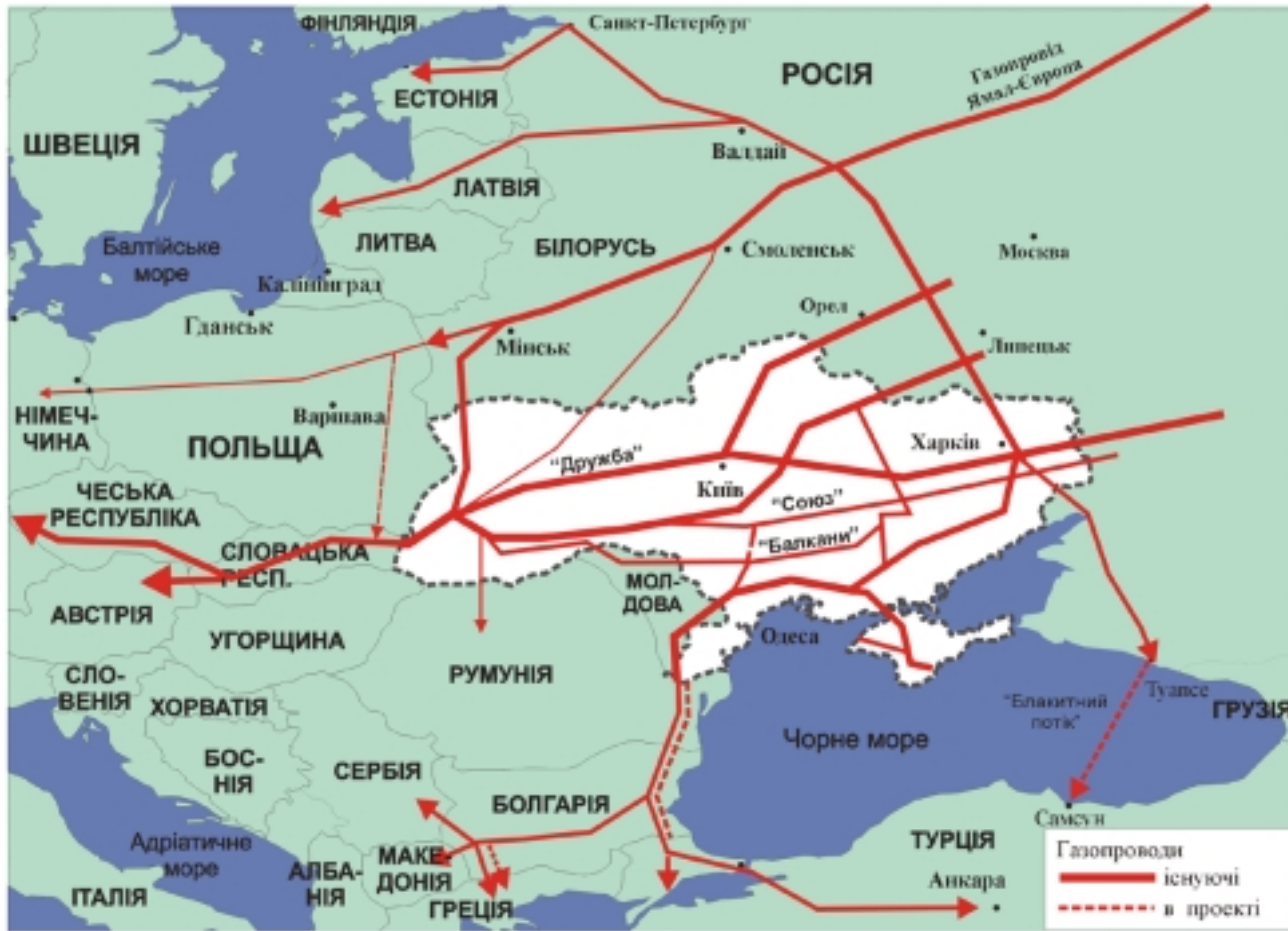 ФІНЛЯНДІЯ
Санкт-Петербург
РОСІЯ
Газопровід
Ямал-Європа
ЕСТОНІЯ
ШВЕЦІЯ
Валдай
ЛАТВІЯ
ЛИТВА
БІЛОРУСЬ
Смоленськ
Москва
Балтійське
море
Калінінград
Гданськ
Орел
Мінськ
Липецьк
НІМЕЧ-
ЧИНА
Варшава
ПОЛЬЩА
Харків
"Дружба"
Київ
"Союз"
"Балкани"
ЧЕСЬКА
РЕСПУБЛІКА
СЛОВАЦЬКА
РЕСП.
МОЛ-
ДОВА
АВСТРІЯ
УГОРЩИНА
Одеса
РУМУНІЯ
СЛО-
ВЕНІЯ
ХОРВАТІЯ
Туапсе
"Блакитний
потік"
ГРУЗІЯ
Чорне море
БОС-
НІЯ
СЕРБІЯ
БОЛГАРІЯ
Самсун
Адріатичне
море
ТУРЦІЯ
МАКЕ-
ДОНІЯ
АЛБА-
НІЯ
Анкара
ІТАЛІЯ
ГРЕЦІЯ
Газопроводи
існуючі
в проекті